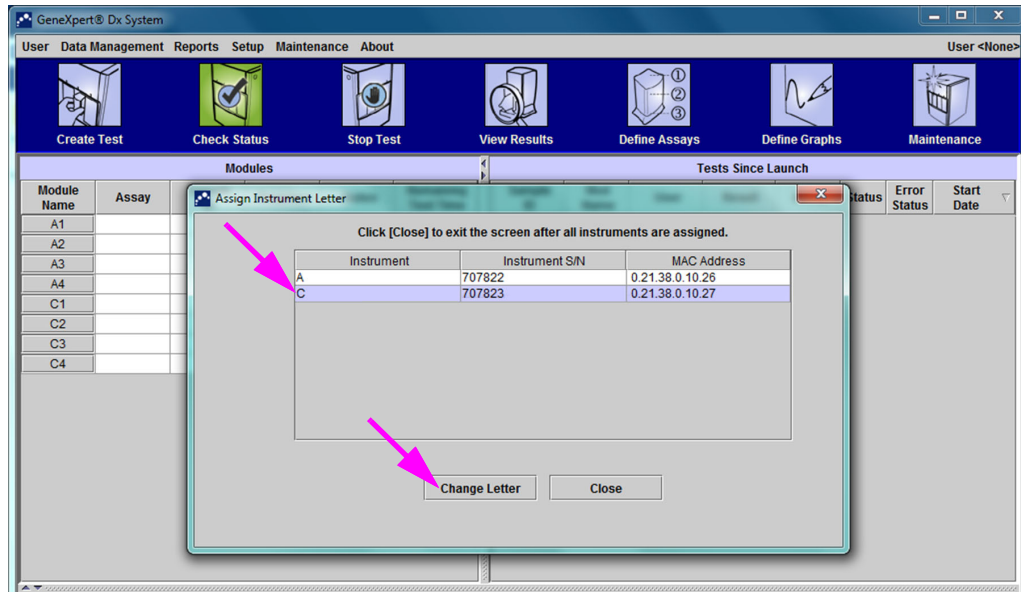 GeneXpert® Dx System
User Data Management Reports Setup Maintenance About User <None>
① ② ③
Create Test Check Status Stop Test View Results Define Assays Define Graphs Maintenance
Modules Tests Since Launch
Module Name Assay Status Error Status Start Date
Assign Instrument Letter
Click [Close] to exit the screen after all instruments are assigned.
Instrument Instrument S/N MAC Address
A 707822 0.21.38.0.10.26
C 707823 0.21.38.0.10.27
A1
A2
A3
A4
C1
C2
C3
C4
Change Letter Close